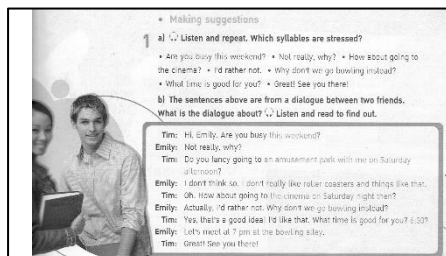 • Making suggestions
1 a) Listen and repeat. Which syllables are stressed?
• Are you busy this weekend? • Not really, why? • How about going to
the cinema? • I'd rather not. • Why don't we go bowling instead?
• What time is good for you? • Great! See you there!
b) The sentences above are from a dialogue between two friends.
What is the dialogue about? Listen and read to find out.
Tim: Hi, Emily. Are you busy this weekend?
Emily: Not really, why?
Tim: Do you fancy going to an amusement park with me on Saturday
afternoon?
Emily: I don't think so. I don't really like roller coasters and things like that.
Tim: Oh. How about going to the cinema on Saturday night then?
Emily: Actually, I'd rather not. Why don't we go bowling instead?
Tim: Yes, that's a good idea! I'd like that. What time is good for you? 6:30?
Emily: Let's meet at 7 pm at the bowling alley.
Tim: Great! See you there!